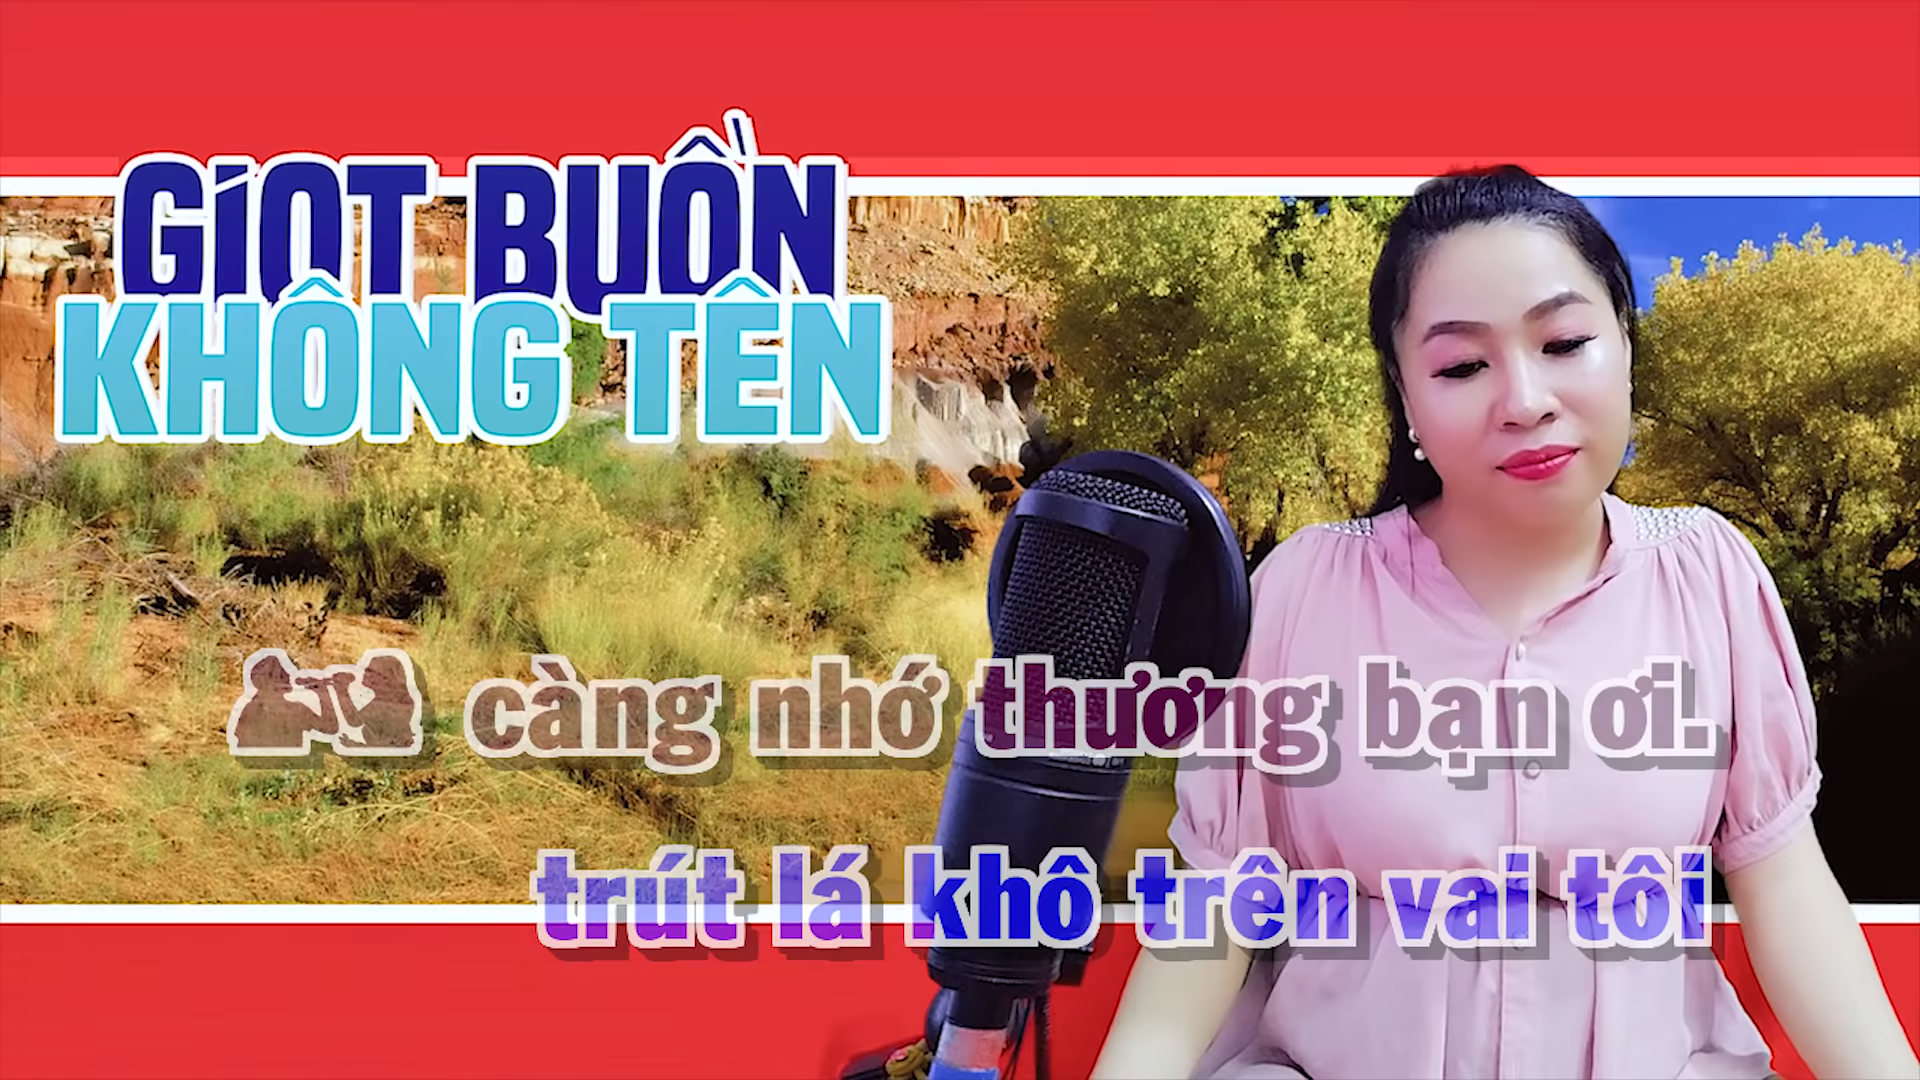 GIỌT BUỒN
KHÔNG TÊN
càng nhớ thương bạn ơi.
trút lá khô trên vai tôi